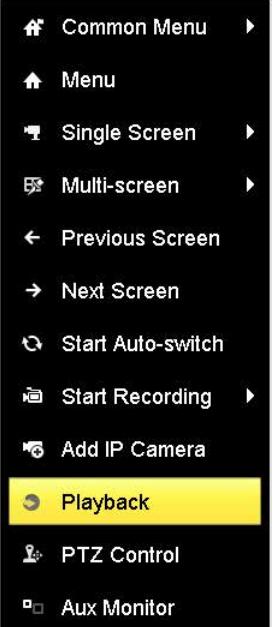 Common Menu
Menu
Single Screen
Multi-screen
Previous Screen
Next Screen
Start Auto-switch
Start Recording
Add IP Camera
Playback
PTZ Control
Aux Monitor